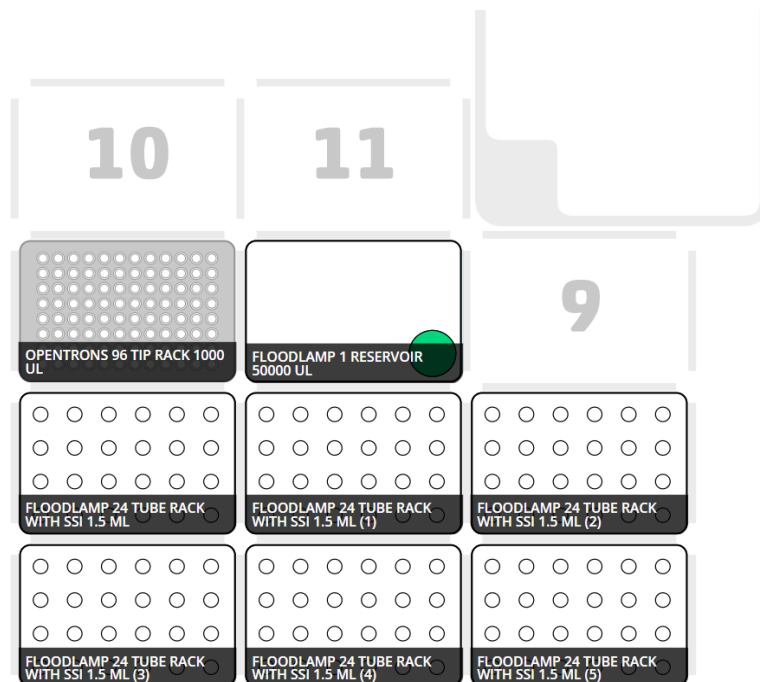 10
11
OPENTRONS 96 TIP RACK 1000
UL
FLOODLAMP 1 RESERVOIR
50000 UL
9
FLOODLAMP 24 TUBE RACK
WITH SSI 1.5 ML
FLOODLAMP 24 TUBE RACK
WITH SSI 1.5 ML (1)
FLOODLAMP 24 TUBE RACK
WITH SSI 1.5 ML (2)
FLOODLAMP 24 TUBE RACK
WITH SSI 1.5 ML (3)
FLOODLAMP 24 TUBE RACK
WITH SSI 1.5 ML (4)
FLOODLAMP 24 TUBE RACK
WITH SSI 1.5 ML (5)